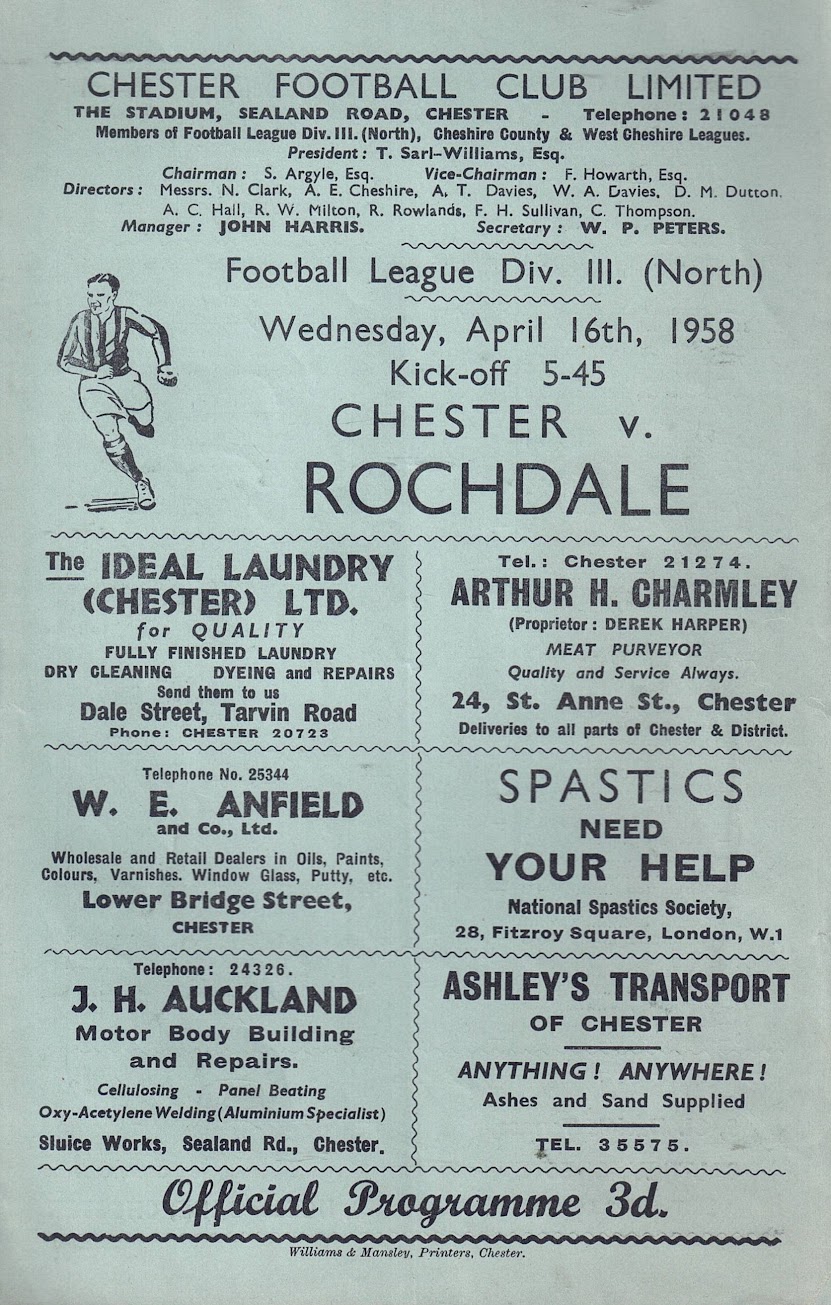 CHESTER FOOTBALL CLUB LIMITED
THE STADIUM, SEALAND ROAD, CHESTER - Telephone: 21048
Members of Football League Div. III. (North), Cheshire County & West Cheshire Leagues.
President: T. Sarl-Williams, Esq.
Chairman: S. Argyle, Esq. Vice-Chairman: F. Howarth, Esq.
Directors: Messrs. N. Clark, A. E. Cheshire, A. T. Davies, W. A. Davies, D. M. Dutton.
A. C. Hall, R. W. Milton, R. Rowlands, F. H. Sullivan, C. Thompson.
Manager: JOHN HARRIS. Secretary: W. P. PETERS.
Football League Div. III. (North)
Wednesday, April 16th, 1958
Kick-off 5-45
CHESTER v.
ROCHDALE
The IDEAL LAUNDRY
(CHESTER) LTD.
for QUALITY
FULLY FINISHED LAUNDRY
DRY CLEANING DYEING and REPAIRS
Send them to us
Dale Street, Tarvin Road
Phone: CHESTER 20723
Tel.: Chester 21274.
ARTHUR H. CHARMLEY
(Proprietor: DEREK HARPER)
MEAT PURVEYOR
Quality and Service Always.
24, St. Anne St., Chester
Deliveries to all parts of Chester & District.
Telephone No. 25344
W. E. ANFIELD
and Co., Ltd.
Wholesale and Retail Dealers in Oils, Paints,
Colours, Varnishes. Window Glass, Putty, etc.
Lower Bridge Street,
CHESTER
SPASTICS
NEED
YOUR HELP
National Spastics Society,
28, Fitzroy Square, London, W.1
Telephone: 24326.
J. H. AUCKLAND
Motor Body Building
and Repairs.
Cellulosing - Panel Beating
Oxy-Acetylene Welding (Aluminium Specialist)
Sluice Works, Sealand Rd., Chester.
ASHLEY'S TRANSPORT
OF CHESTER
ANYTHING! ANYWHERE!
Ashes and Sand Supplied
TEL. 35575.
Official Programme 3d.
Williams & Mansley, Printers, Chester.